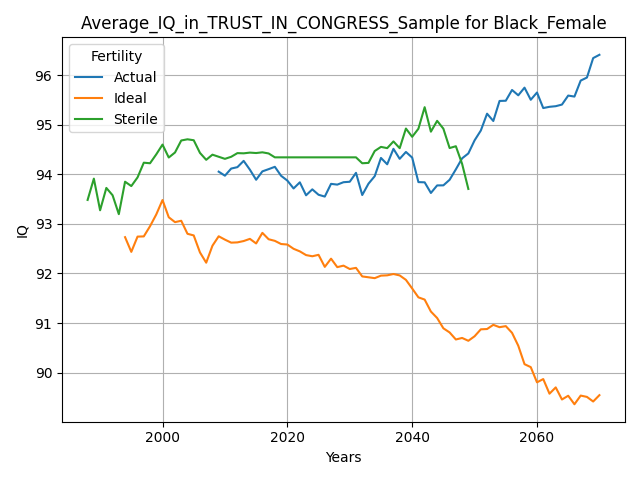 Average_IQ_in_TRUST_IN_CONGRESS_Sample for Black_Female
Fertility
Actual
Ideal
Sterile
IQ
96
95
94
93
92
91
90
2000
2020
2040
2060
Years